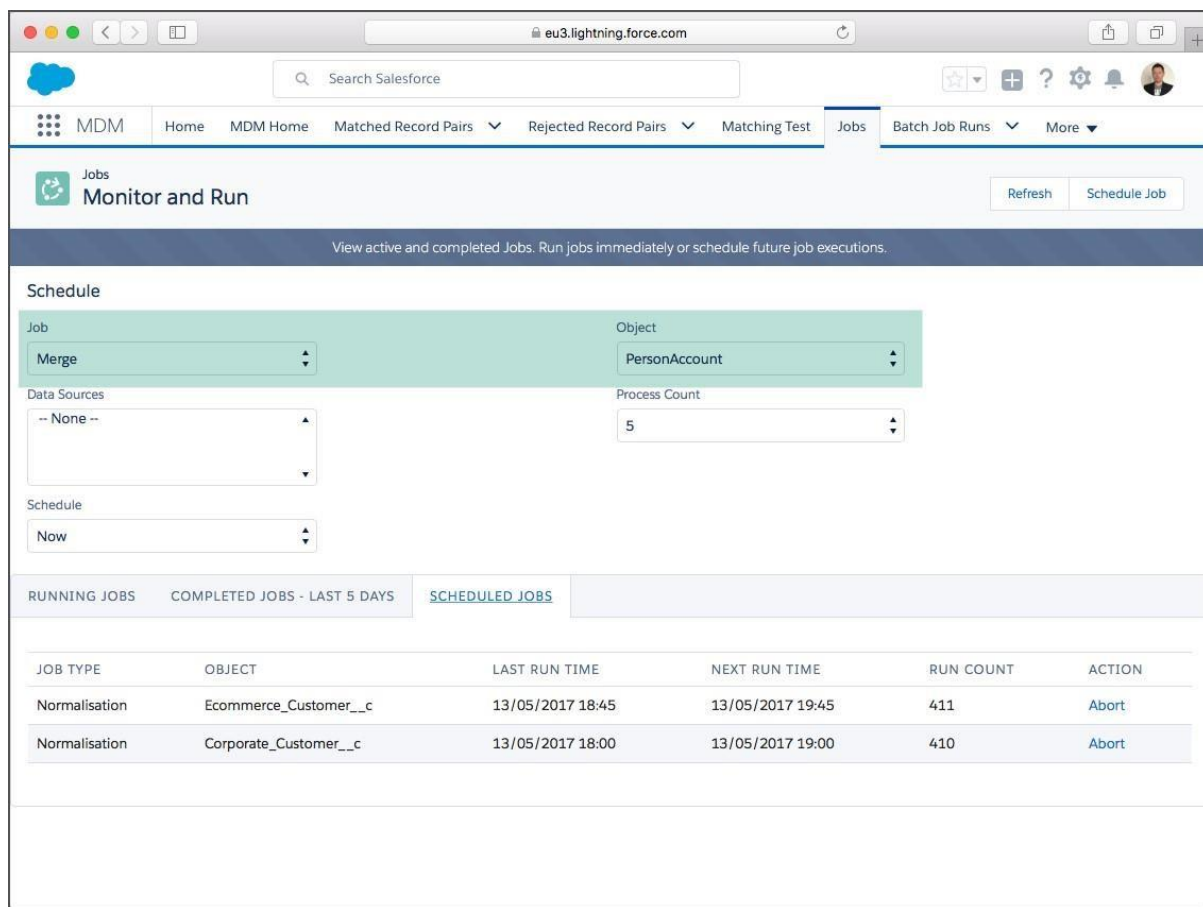 eu3.lightning.force.com
Search Salesforce
MDM Home MDM Home Matched Record Pairs Rejected Record Pairs Matching Test Jobs Batch Job Runs More
Jobs
Monitor and Run
Refresh Schedule Job
View active and completed Jobs. Run jobs immediately or schedule future job executions.
Schedule
Job Object
Merge PersonAccount
Data Sources Process Count
-- None -- 5
Schedule
Now
RUNNING JOBS COMPLETED JOBS - LAST 5 DAYS SCHEDULED JOBS
JOB TYPE OBJECT LAST RUN TIME NEXT RUN TIME RUN COUNT ACTION
Normalisation Ecommerce_Customer__c 13/05/2017 18:45 13/05/2017 19:45 411 Abort
Normalisation Corporate_Customer__c 13/05/2017 18:00 13/05/2017 19:00 410 Abort